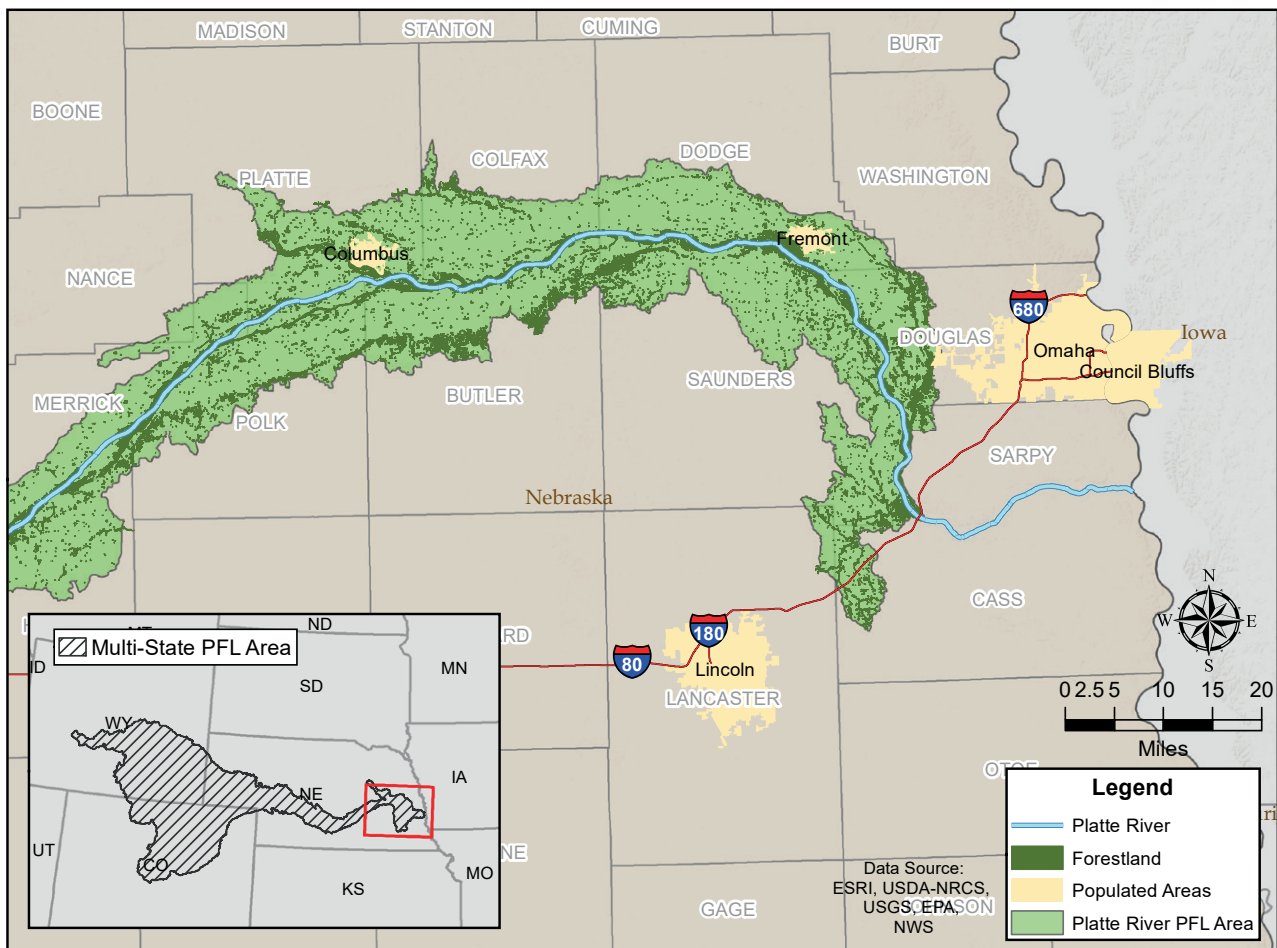 MADISON
STANTON
CUMING
BURT
BOONE
COLFAX
DODGE
PLATTE
WASHINGTON
Columbus
Fremont
NANCE
680
DOUGLAS
Iowa
Omaha
Council Bluffs
MERRICK
SAUNDERS
BUTLER
POLK
SARPY
Nebraska
CASS
N
W
E
S
180
80
Lincoln
LANCASTER
0 2.5 5 10 15 20
Miles
OTOE
GAGE
Data Source:
ESRI, USDA-NRCS,
USGS, EPA,
NWS
Legend
Platte River
Forestland
Populated Areas
Platte River PFL Area
Multi-State PFL Area
ND
ID
MN
SD
WY
IA
NE
UT
CO
MO
KS